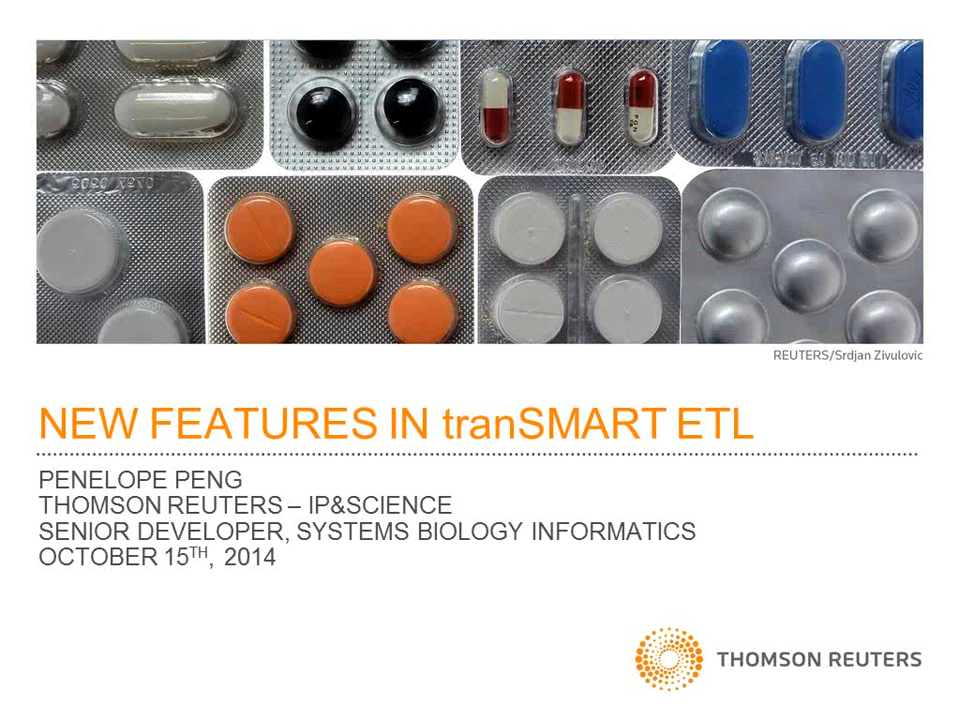 REUTERS/Srdjan Zivulovic
NEW FEATURES IN tranSMART ETL
PENELOPE PENG
THOMSON REUTERS – IP&SCIENCE
SENIOR DEVELOPER, SYSTEMS BIOLOGY INFORMATICS
OCTOBER 15TH, 2014
THOMSON REUTERS